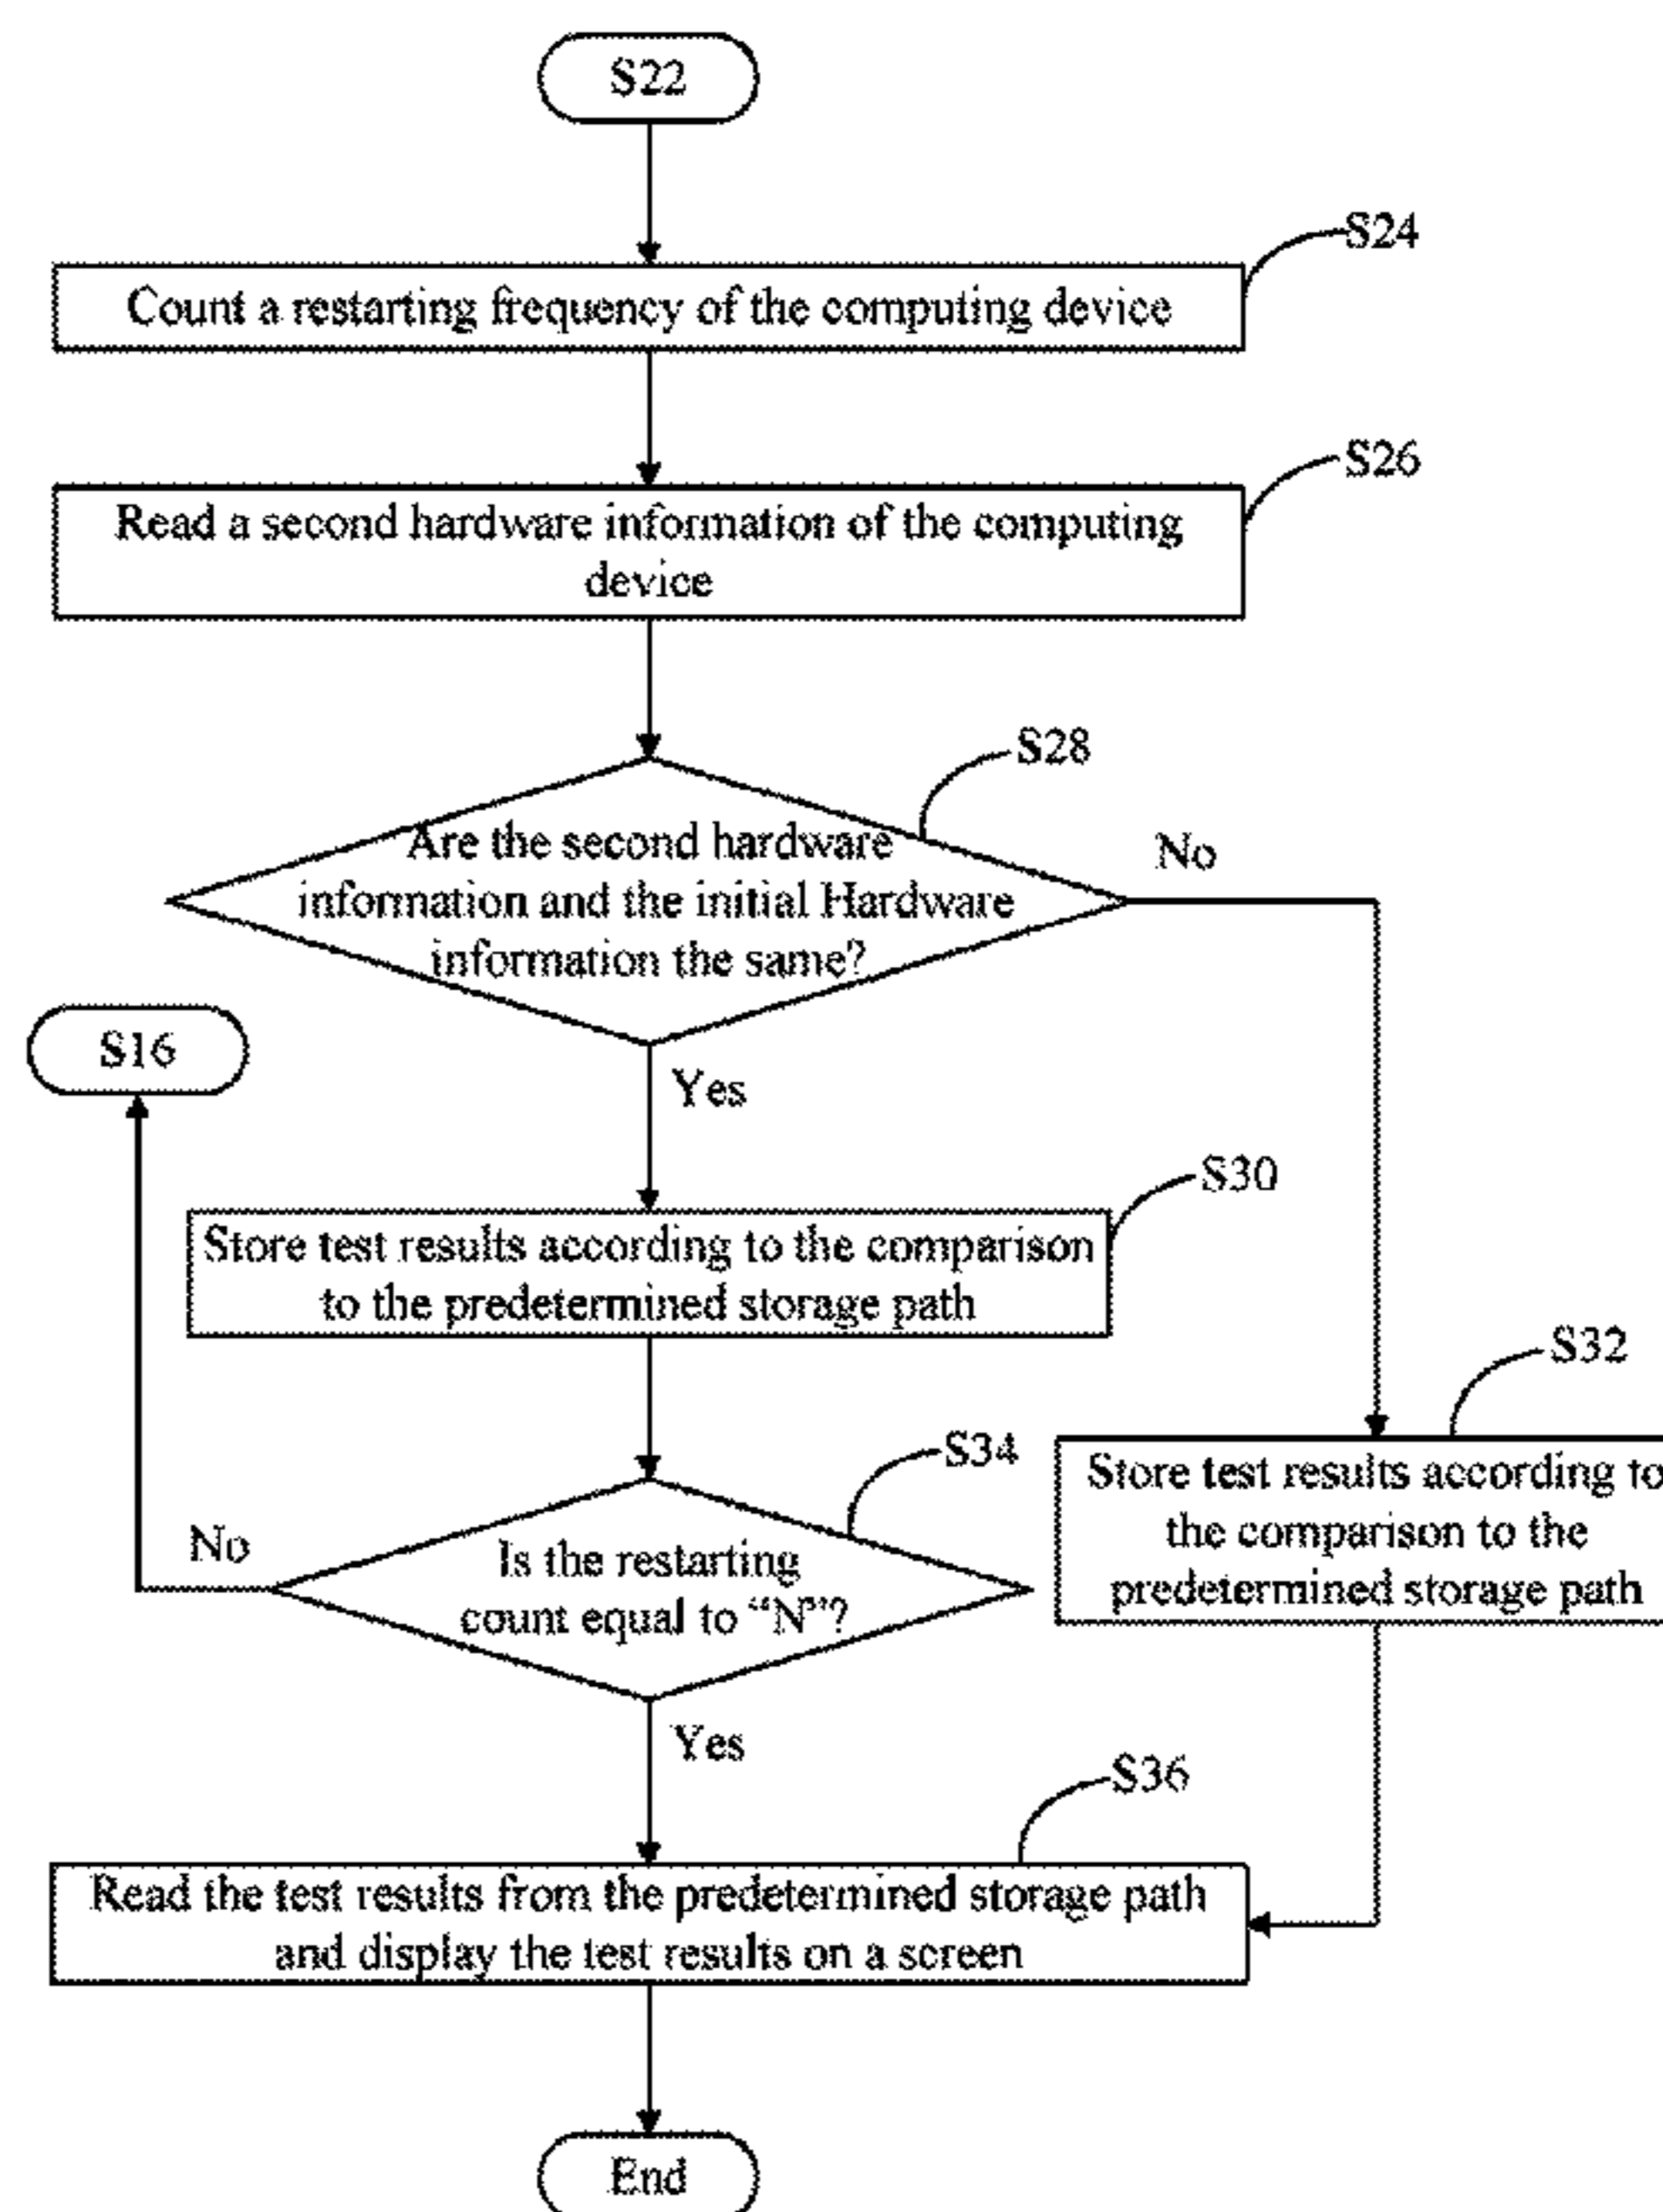 S22
S24
Count a restarting frequency of the computing device
S26
Read a second hardware information of the computing
device
S28
Are the second hardware
information and the initial Hardware
information the same?
No
S16
Yes
S30
Store test results according to the comparison
to the predetermined storage path
S32
Store test results according to
the comparison to the
predetermined storage path
S34
No
Is the restarting
count equal to “N”?
Yes
S36
Read the test results from the predetermined storage path
and display the test results on a screen
End